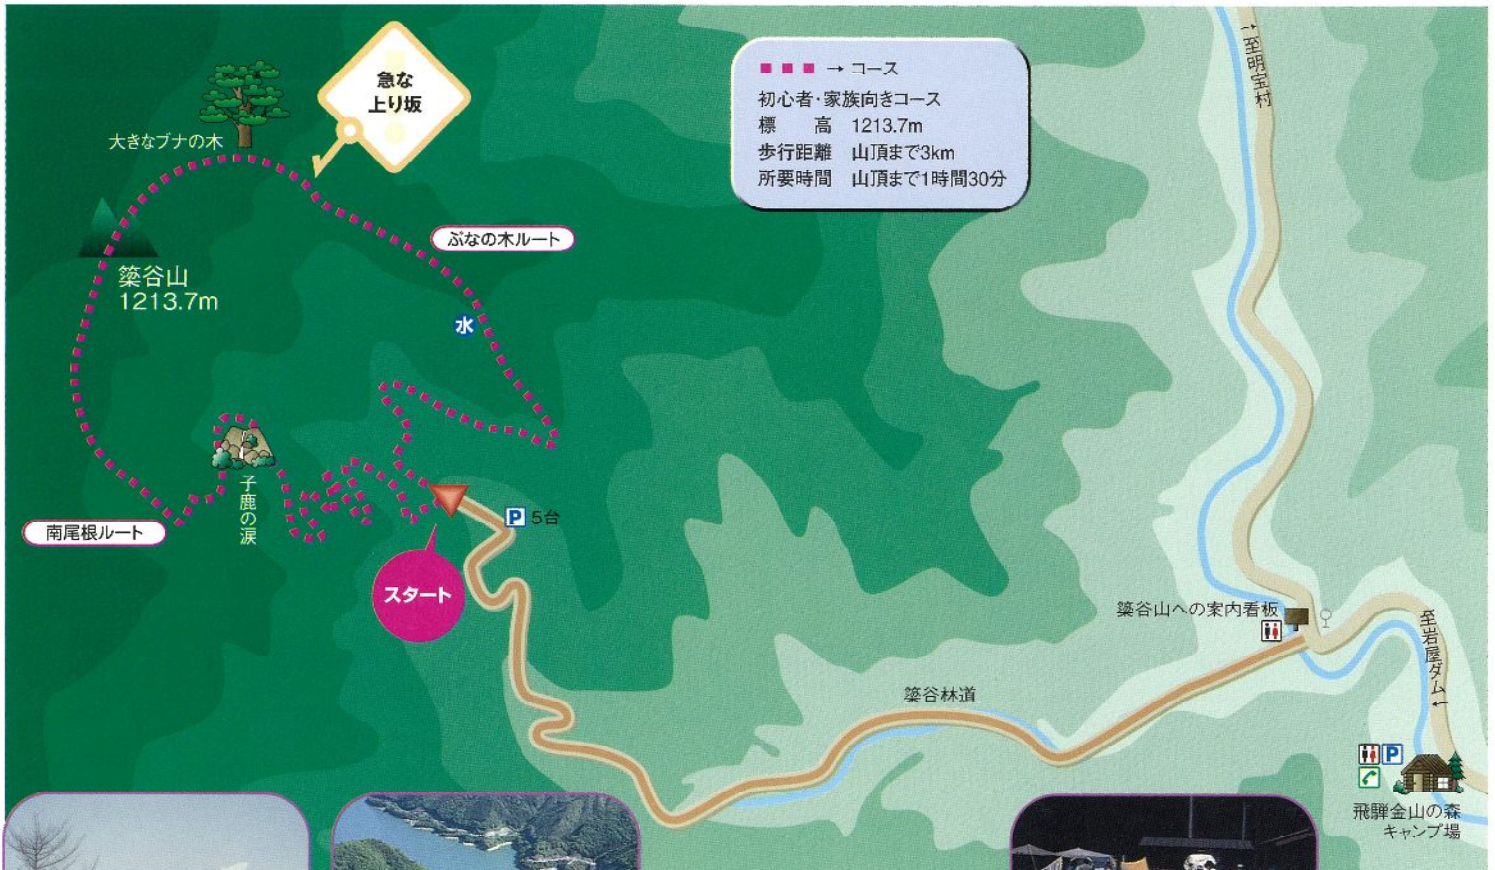 急な
上り坂
大きなブナの木
→ コース
初心者・家族向きコース
標　高　1213.7m
歩行距離　山頂まで3km
所要時間　山頂まで1時間30分
→至明宝村
ぶなの木ルート
簗谷山
1213.7m
水
子鹿の涙
南尾根ルート
P 5台
スタート
簗谷山への案内看板
至岩屋ダム→
簗谷林道
P
飛騨金山の森
キャンプ場